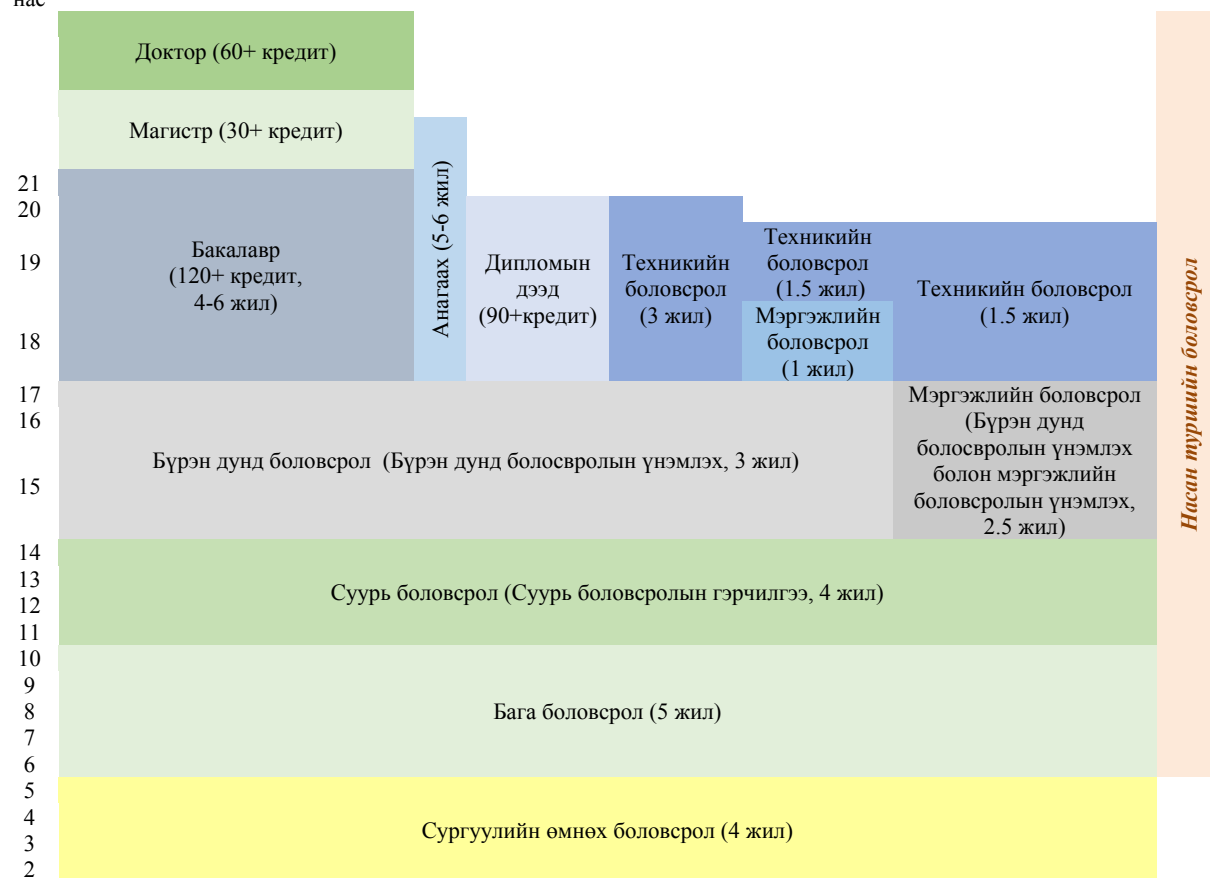 нас
Доктор (60+ кредит)
Магистр (30+ кредит)
21
20
19
18
Бакалавр
(120+ кредит,
4-6 жил)
Анагаах (5-6 жил)
Дипломын
дээд
(90+кредит)
Техникийн
боловсрол
(3 жил)
Техникийн
боловсрол
(1.5 жил)
Мэргэжлийн
боловсрол
(1 жил)
Техникийн боловсрол
(1.5 жил)
17
16
15
Бүрэн дунд боловсрол (Бүрэн дунд болосвролын үнэмлэх, 3 жил)
Мэргэжлийн боловсрол
(Бүрэн дунд
болосвролын үнэмлэх
болон мэргэжлийн
боловсролын үнэмлэх,
2.5 жил)
14
13
12
11
Суурь боловсрол (Суурь боловсролын гэрчилгээ, 4 жил)
10
9
8
7
6
Бага боловсрол (5 жил)
5
4
3
2
Сургуулийн өмнөх боловсрол (4 жил)
Насан туршийн боловсрол